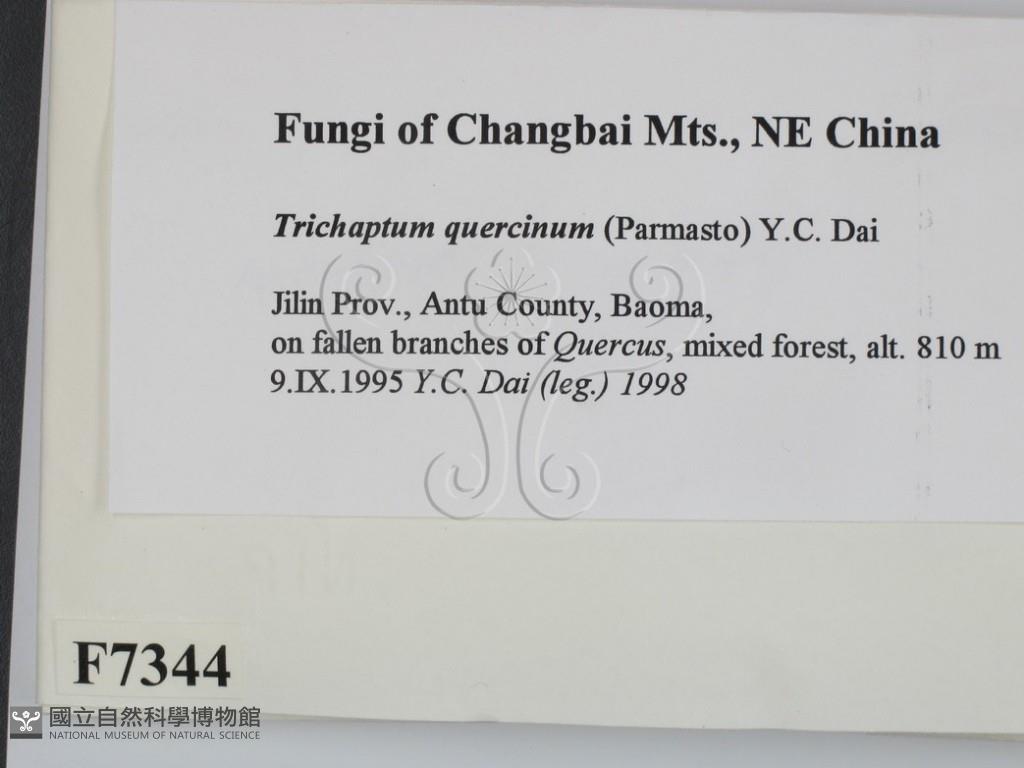 Fungi of Changbai Mts., NE China
Trichaptum quercinum (Parmasto) Y.C. Dai
Jilin Prov., Antu County, Baoma,
on fallen branches of Quercus, mixed forest, alt. 810 m
9.IX.1995 Y.C. Dai (leg.) 1998
F7344
國立自然科學博物館
NATIONAL MUSEUM OF NATURAL SCIENCE